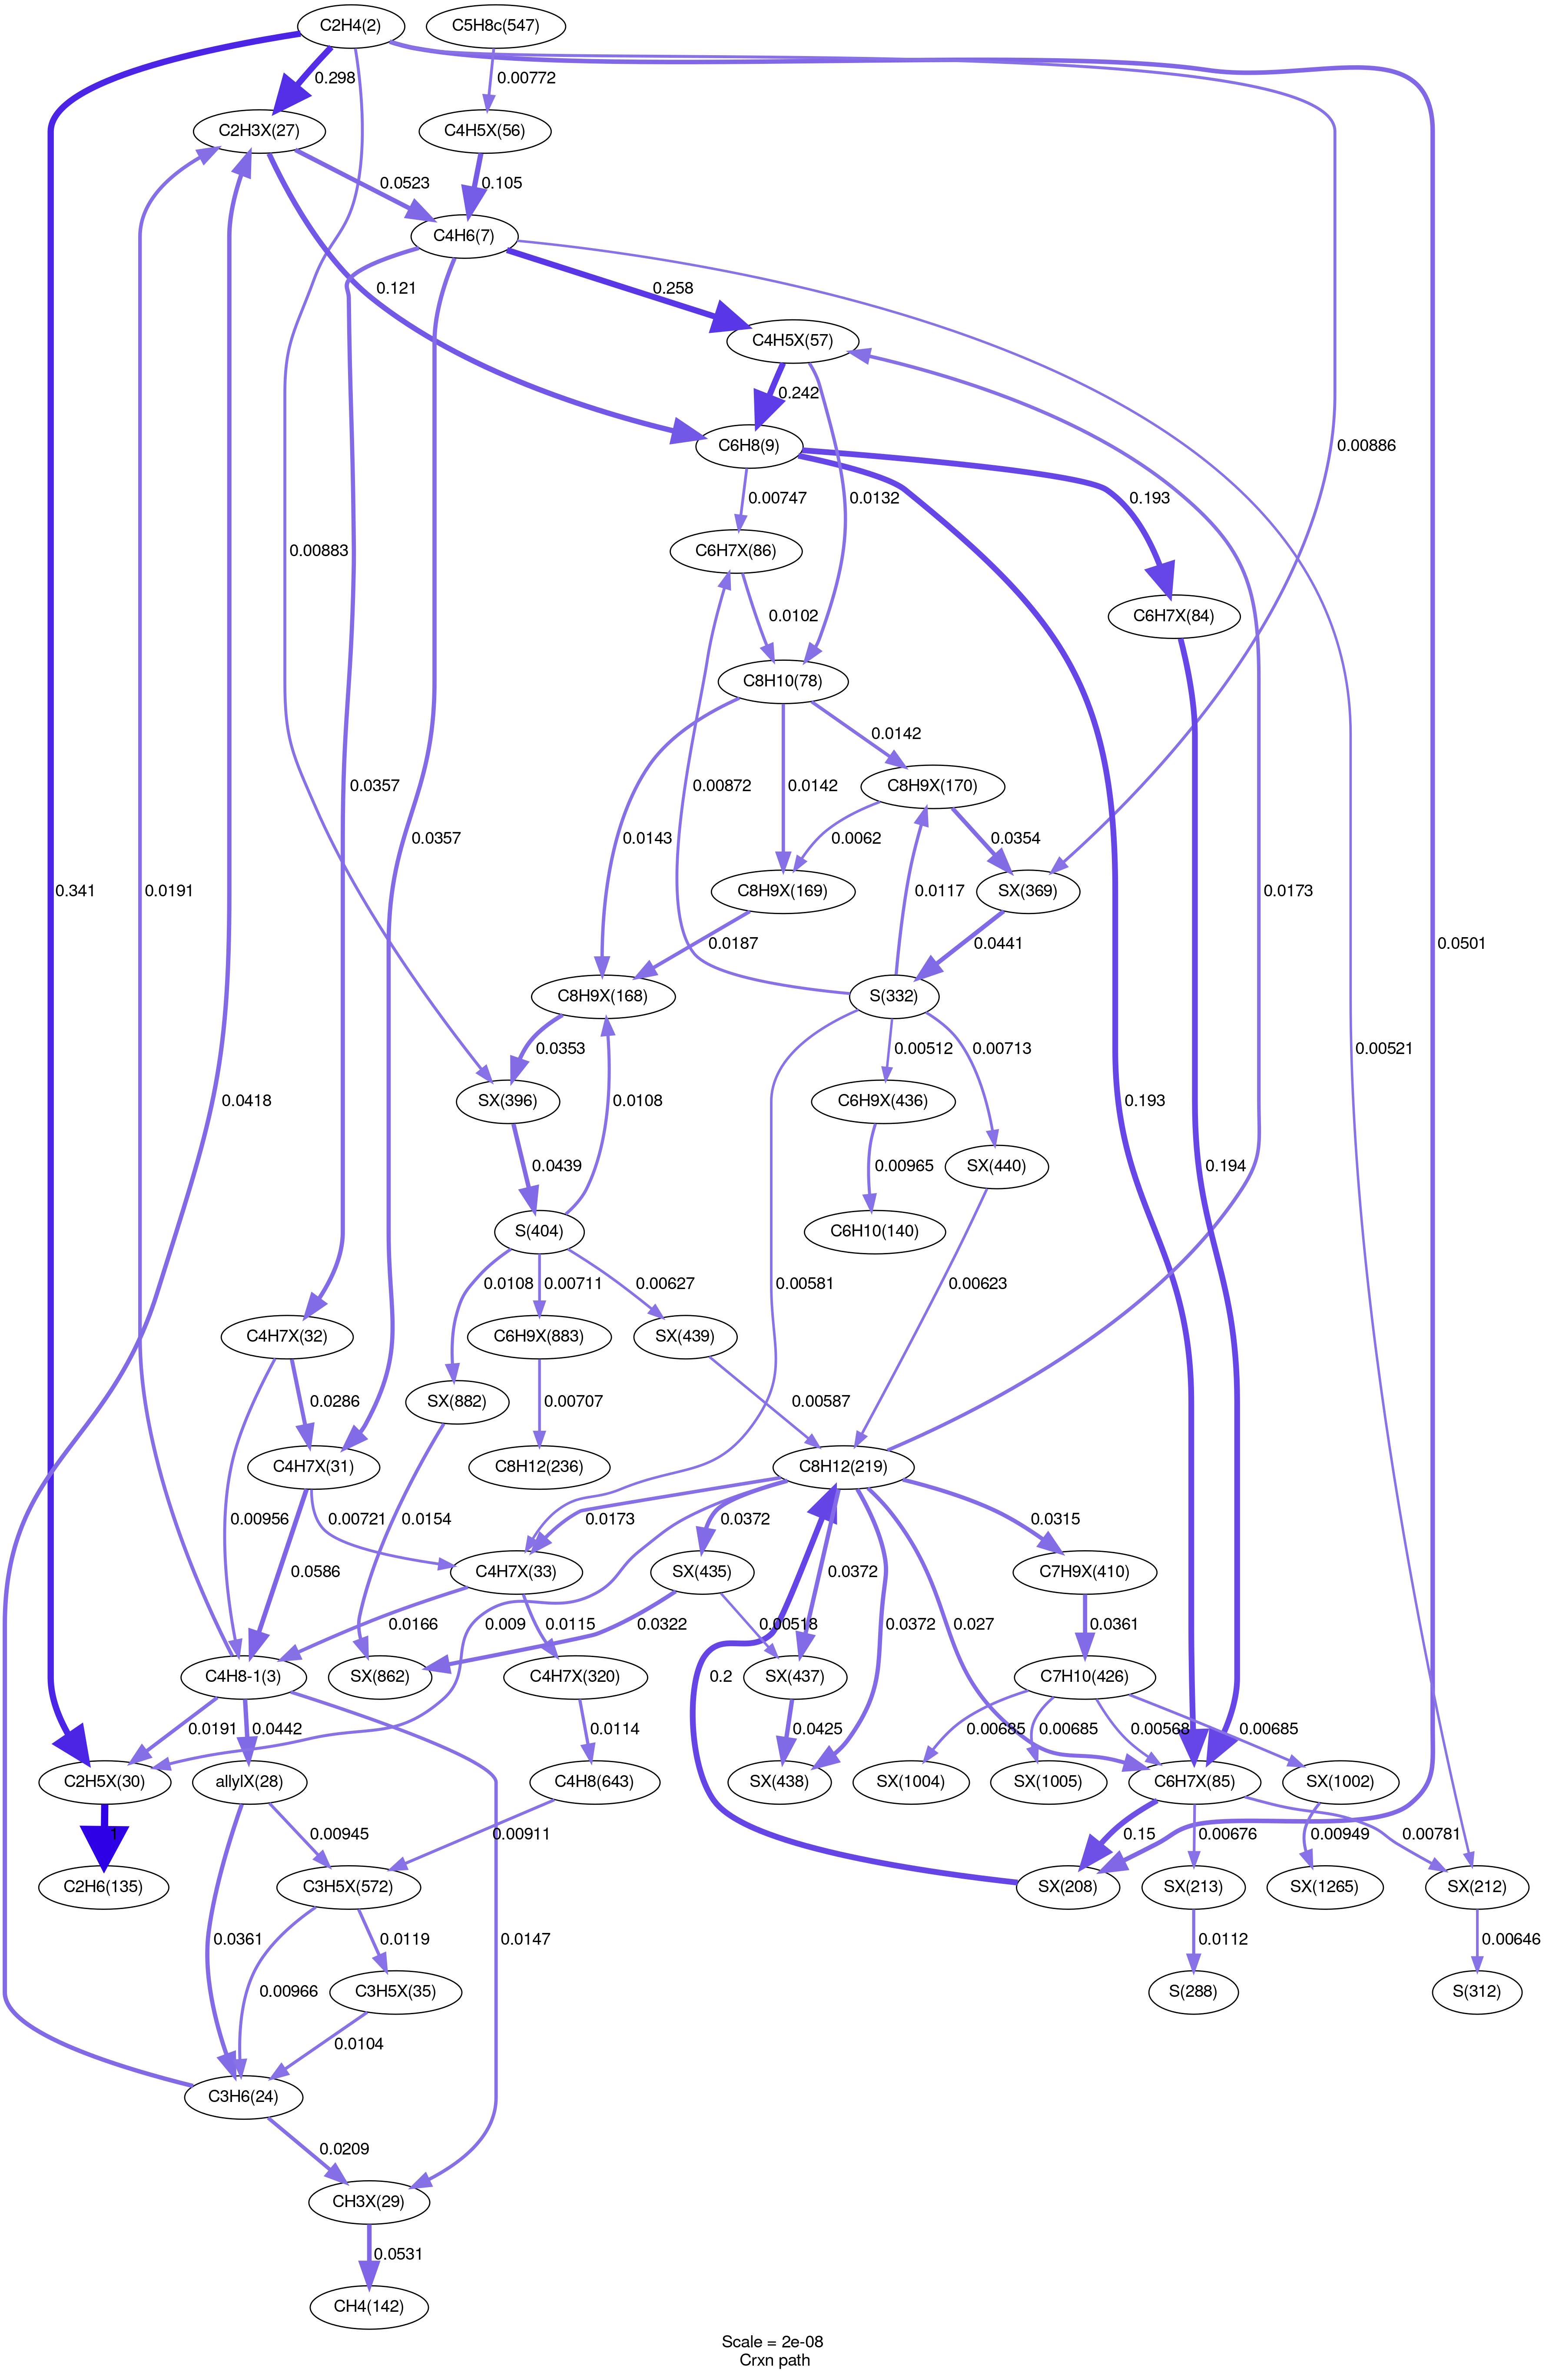 C2H4(2)
C5H8c(547)
0.298
0.00772
C2H3X(27)
C4H5X(56)
0.0523
0.105
C4H6(7)
0.121
0.258
C4H5X(57)
0.242
C6H8(9)
0.00886
0.00747
0.0132
0.193
0.00883
C6H7X(86)
0.0102
C6H7X(84)
C8H10(78)
0.0142
0.0357
0.00872
0.0142
C8H9X(170)
0.0357
0.0143
0.0062
0.0354
0.341
0.0191
C8H9X(169)
SX(369)
0.0117
0.0173
0.0187
0.0441
0.0501
C8H9X(168)
S(332)
0.0353
0.00512
0.00713
0.00521
0.0418
SX(396)
0.0108
C6H9X(436)
0.193
0.0439
0.00965
SX(440)
0.194
S(404)
C6H10(140)
0.0108
0.00711
0.00627
0.00581
0.00623
C4H7X(32)
C6H9X(883)
SX(439)
0.0286
SX(882)
0.00707
0.00587
C4H7X(31)
C8H12(236)
C8H12(219)
0.00956
0.00721
0.0154
0.0173
0.0372
0.0315
0.0586
C4H7X(33)
SX(435)
0.0372
C7H9X(410)
0.0166
0.0115
0.009
0.0322
0.00518
0.0372
0.027
0.0361
C4H8-1(3)
SX(862)
C4H7X(320)
0.2
SX(437)
C7H10(426)
0.0191
0.0442
0.0114
0.0425
0.00685
0.00685
0.00568
0.00685
C2H5X(30)
allylX(28)
C4H8(643)
SX(438)
SX(1004)
SX(1005)
C6H7X(85)
SX(1002)
1
0.00945
0.00911
0.15
0.00676
0.00949
0.00781
C2H6(135)
C3H5X(572)
SX(208)
SX(213)
SX(1265)
SX(212)
0.0361
0.0119
0.0147
0.0112
0.00646
0.00966
C3H5X(35)
S(288)
S(312)
0.0104
C3H6(24)
0.0209
CH3X(29)
0.0531
CH4(142)
Scale = 2e-08
Crxn path